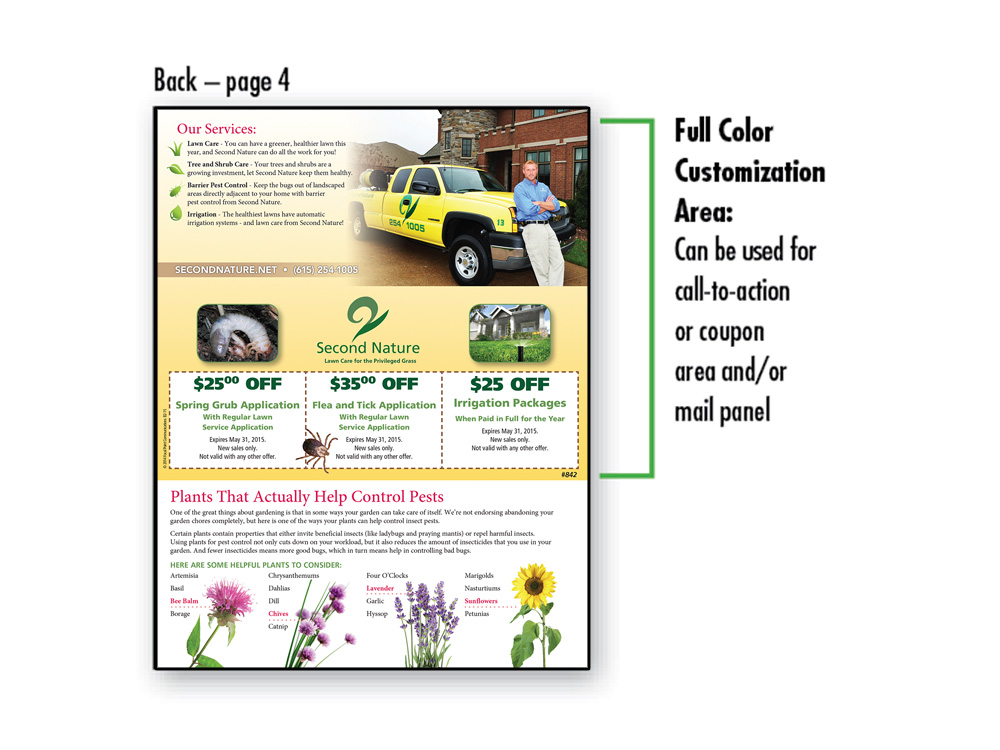 Back – page 4
Our Services:
Lawn Care - You can have a greener, healthier lawn this
year, and Second Nature can do all the work for you!
Tree and Shrub Care - Your trees and shrubs are a
growing investment, let Second Nature keep them healthy.
Barrier Pest Control - Keep the bugs out of landscaped
areas directly adjacent to your home with barrier
pest control from Second Nature.
Irrigation - The healthiest lawns have automatic
irrigation systems - and lawn care from Second Nature!
254 1005
13
SECONDNATURE.NET • (615) 254-1005
Second Nature
Lawn Care for the Privileged Grass
$25⁰⁰ OFF
Spring Grub Application
With Regular Lawn
Service Application
Expires May 31, 2015.
New sales only.
Not valid with any other offer.
$35⁰⁰ OFF
Flea and Tick Application
With Regular Lawn
Service Application
Expires May 31, 2015.
New sales only.
Not valid with any other offer.
$25 OFF
Irrigation Packages
When Paid in Full for the Year
Expires May 31, 2015.
New sales only.
Not valid with any other offer.
#842
Plants That Actually Help Control Pests
One of the great things about gardening is that in some ways your garden can take care of itself. We're not endorsing abandoning your
garden chores completely, but here is one of the ways your plants can help control insect pests.
Certain plants contain properties that either invite beneficial insects (like ladybugs and praying mantis) or repel harmful insects.
Using plants for pest control not only cuts down on your workload, but it also reduces the amount of insecticides that you use in your
garden. And fewer insecticides means more good bugs, which in turn means help in controlling bad bugs.
HERE ARE SOME HELPFUL PLANTS TO CONSIDER:
Artemisia
Basil
Bee Balm
Borage
Chrysanthemums
Dahlias
Dill
Chives
Catnip
Four O'Clocks
Lavender
Garlic
Hyssop
Marigolds
Nasturtiums
Sunflowers
Petunias
Full Color
Customization
Area:
Can be used for
call-to-action
or coupon
area and/or
mail panel